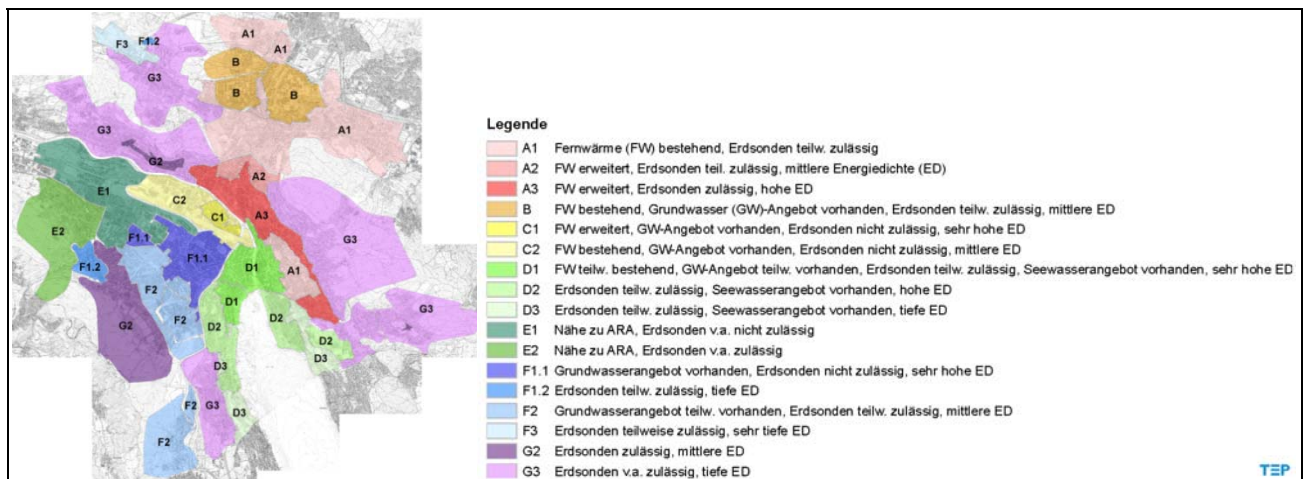 F3
F1.2
A1
A1
B
G3
B
B
A1
G3
G2
A2
E1
C2
C1
A3
G3
E2
F1.1
F1.1
F1.2
D1
A1
F2
D1
G3
G2
F2
D2
D2
D2
D3
D3
F2
G3
D3
F2
Legende
A1 Fernwärme (FW) bestehend, Erdsonden teilw. zulässig
A2 FW erweitert, Erdsonden teil. zulässig, mittlere Energiedichte (ED)
A3 FW erweitert, Erdsonden zulässig, hohe ED
B FW bestehend, Grundwasser (GW)-Angebot vorhanden, Erdsonden teilw. zulässig, mittlere ED
C1 FW erweitert, GW-Angebot vorhanden, Erdsonden nicht zulässig, sehr hohe ED
C2 FW bestehend, GW-Angebot vorhanden, Erdsonden nicht zulässig, mittlere ED
D1 FW teilw. bestehend, GW-Angebot teilw. vorhanden, Erdsonden teilw. zulässig, Seewasserangebot vorhanden, sehr hohe ED
D2 Erdsonden teilw. zulässig, Seewasserangebot vorhanden, hohe ED
D3 Erdsonden teilw. zulässig, Seewasserangebot vorhanden, tiefe ED
E1 Nähe zu ARA, Erdsonden v.a. nicht zulässig
E2 Nähe zu ARA, Erdsonden v.a. zulässig
F1.1 Grundwasserangebot vorhanden, Erdsonden nicht zulässig, sehr hohe ED
F1.2 Erdsonden teilw. zulässig, tiefe ED
F2 Grundwasserangebot teilw. vorhanden, Erdsonden teilw. zulässig, mittlere ED
F3 Erdsonden teilweise zulässig, sehr tiefe ED
G2 Erdsonden zulässig, mittlere ED
G3 Erdsonden v.a. zulässig, tiefe ED
TEP